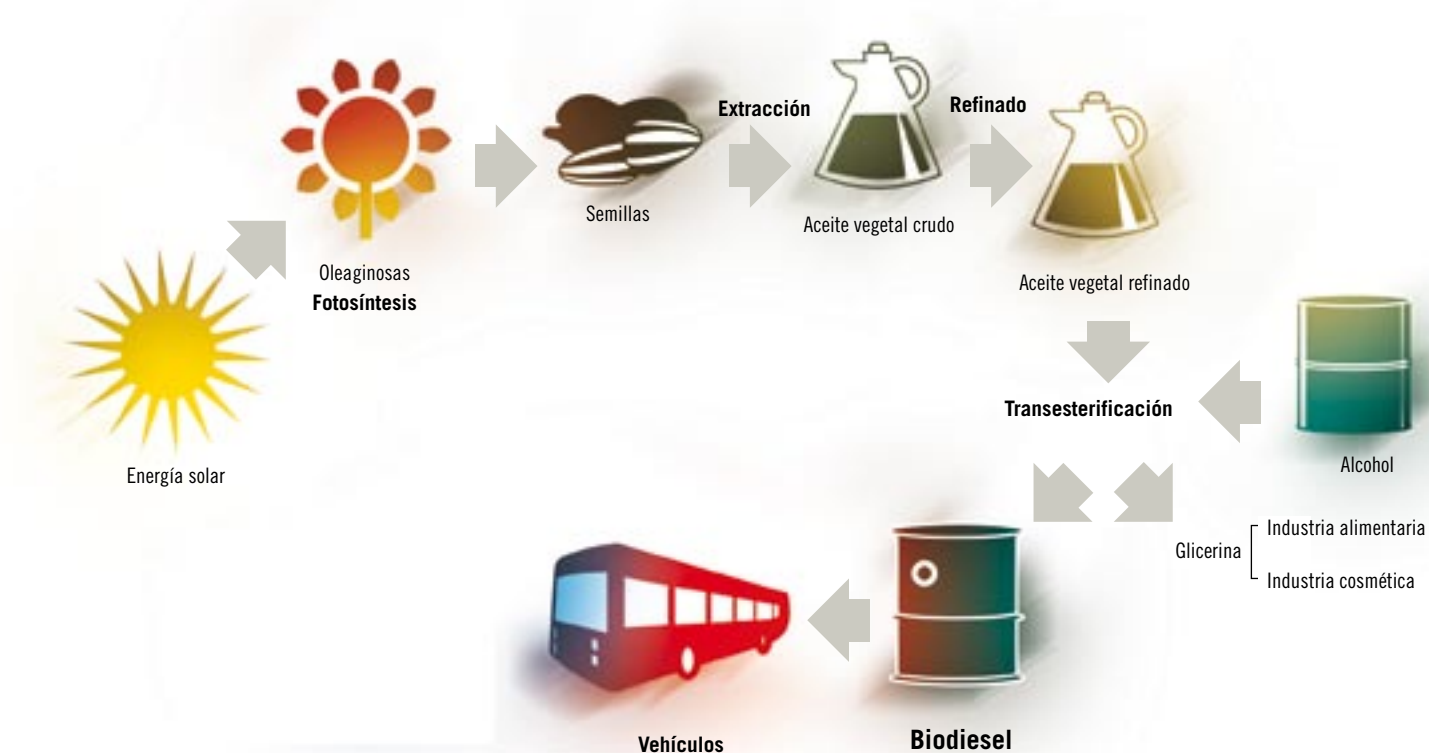 Extracción
Refinado
Semillas
Aceite vegetal crudo
Oleaginosas
Fotosíntesis
Aceite vegetal refinado
Energía solar
Transesterificación
Alcohol
Glicerina
Industria alimentaria
Industria cosmética
Vehículos
Biodiesel